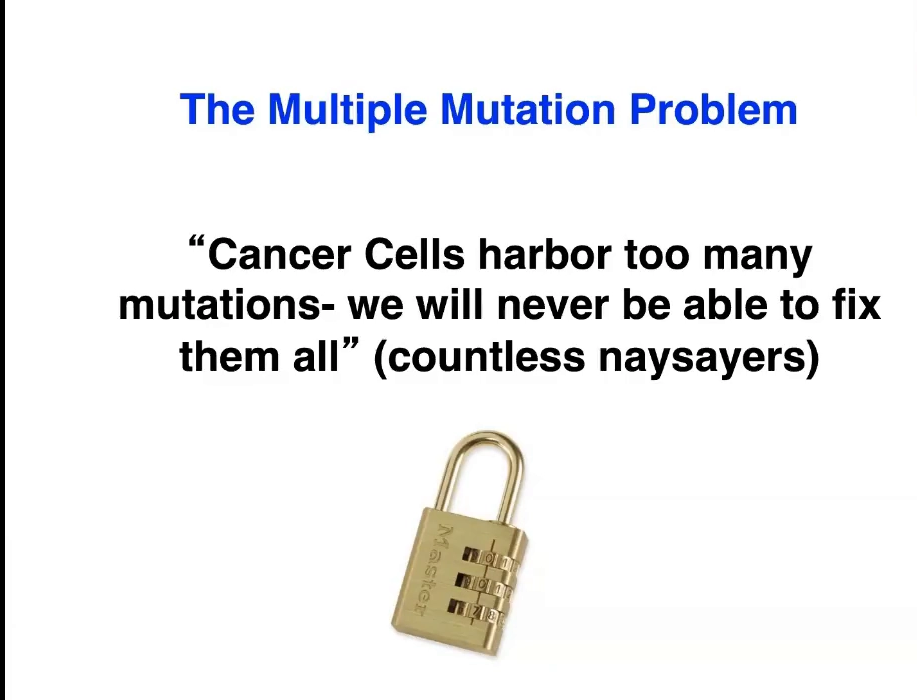 The Multiple Mutation Problem
“Cancer Cells harbor too many
mutations- we will never be able to fix
them all” (countless naysayers)
Master